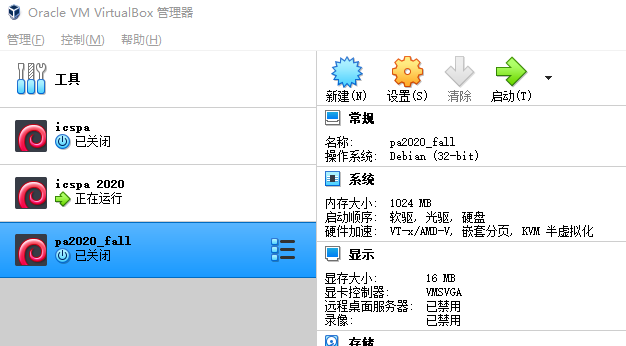 Oracle VM VirtualBox 管理器
管理(F) 控制(M) 帮助(H)
工具
icspa
已关闭
icspa 2020
正在运行
pa2020_fall
已关闭
新建(N) 设置(S) 清除 启动(T)
常规
名称: pa2020_fall
操作系统: Debian (32-bit)
系统
内存大小: 1024 MB
启动顺序: 软驱, 光驱, 硬盘
硬件加速: VT-x/AMD-V, 嵌套分页, KVM 半虚拟化
显示
显存大小: 16 MB
显卡控制器: VMSVGA
远程桌面服务器: 已禁用
录像: 已禁用
存储